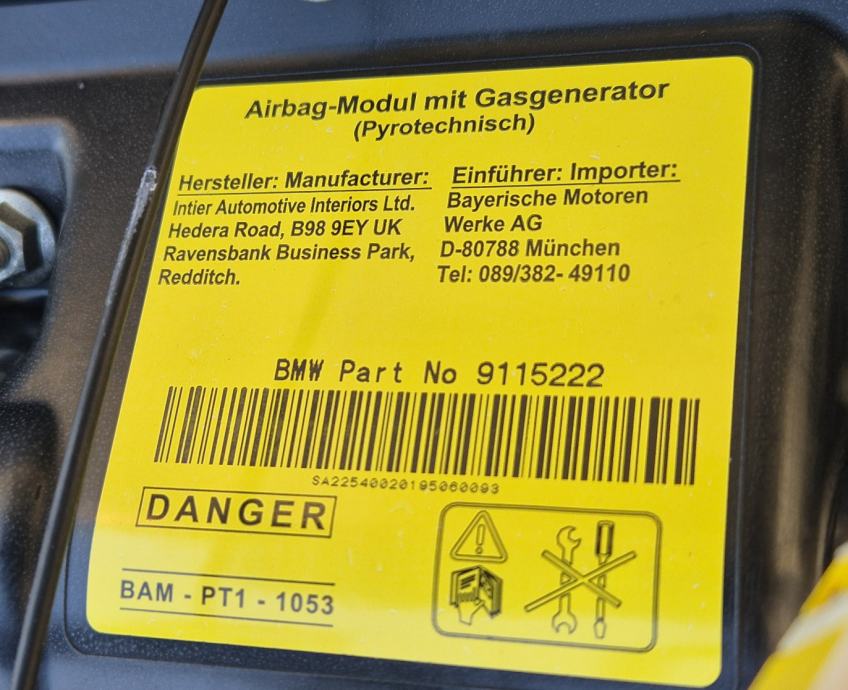 Airbag-Modul mit Gasgenerator
(Pyrotechnisch)
Hersteller: Manufacturer:
Intier Automotive Interiors Ltd.
Hedera Road, B98 9EY UK
Ravensbank Business Park,
Redditch.
Einführer: Importer:
Bayerische Motoren
Werke AG
D-80788 München
Tel: 089/382- 49110
BMW Part No 9115222
SA22540020195060093
DANGER
BAM - PT1 - 1053